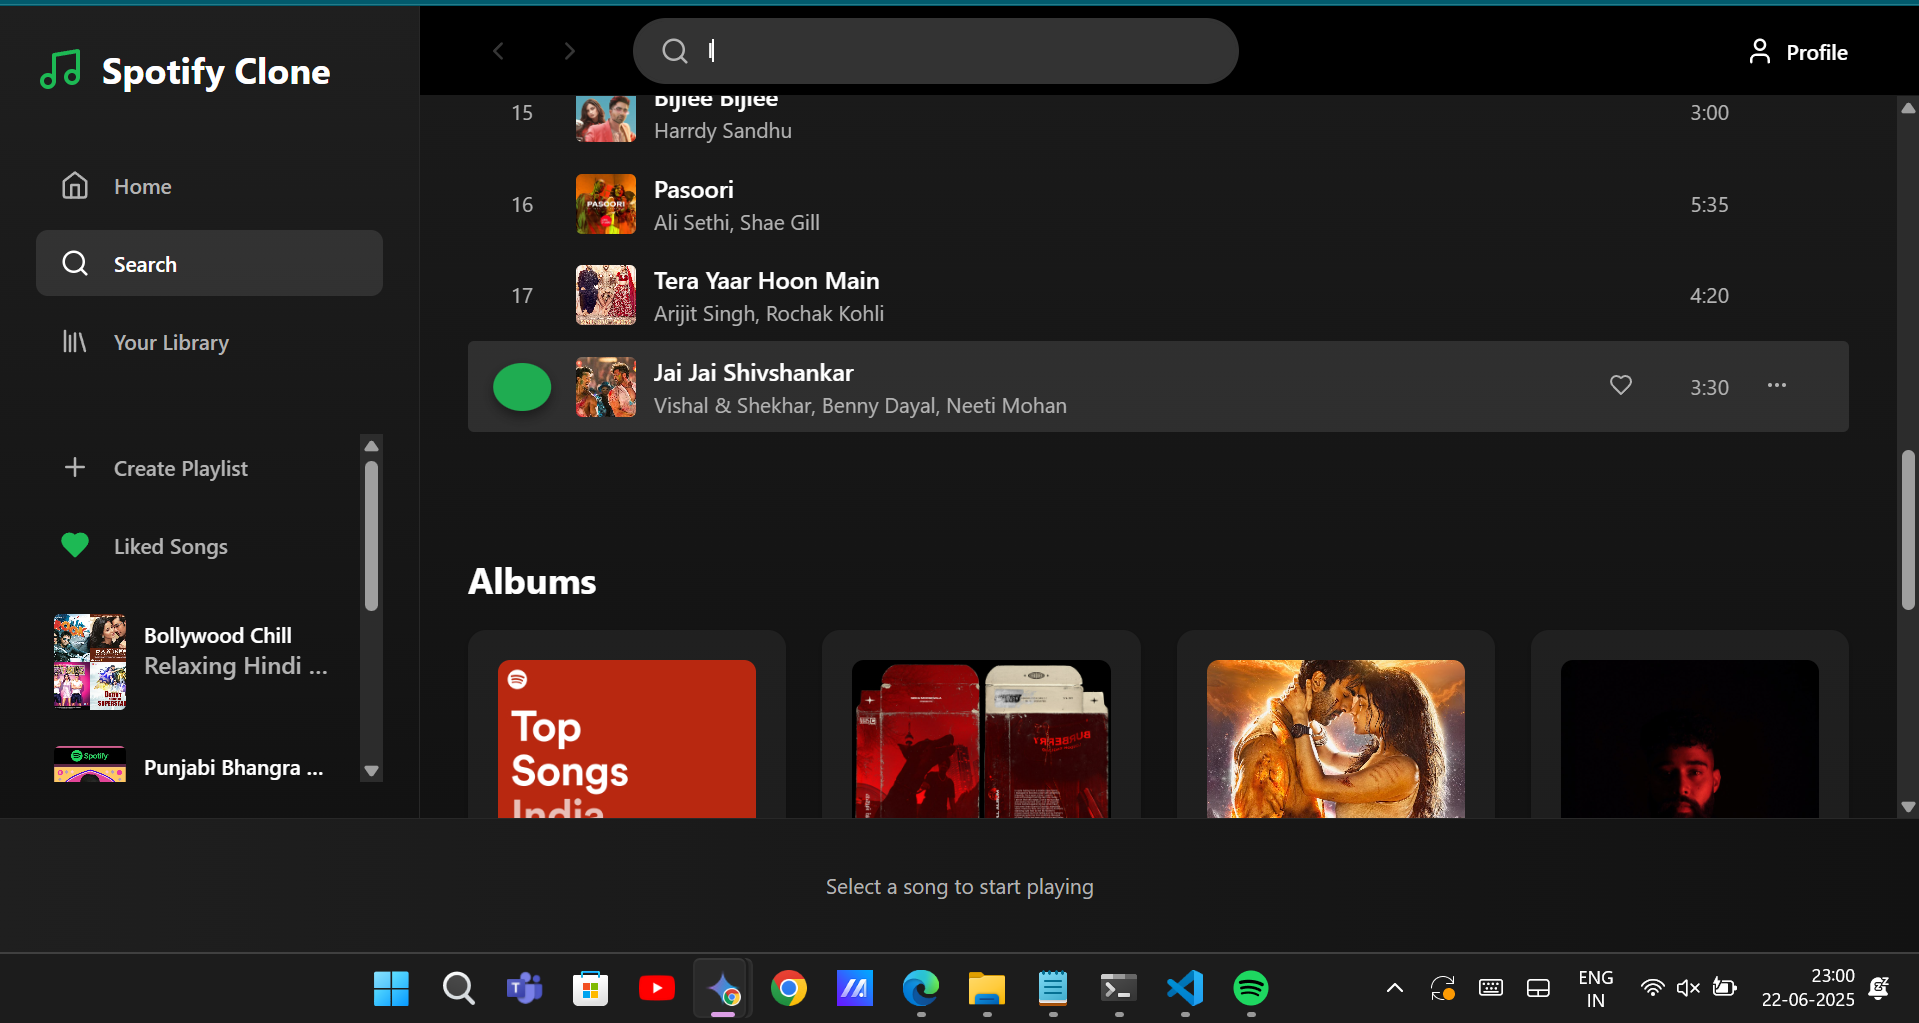 Spotify Clone
Home
Search
Your Library
Create Playlist
Liked Songs
Bollywood Chill
Relaxing Hindi ...
Spotify
Punjabi Bhangra ...
l
Profile
15
Bijlee Bijlee
Harrdy Sandhu
3:00
16
PASOORI
Pasoori
Ali Sethi, Shae Gill
5:35
17
Tera Yaar Hoon Main
Arijit Singh, Rochak Kohli
4:20
Jai Jai Shivshankar
Vishal & Shekhar, Benny Dayal, Neeti Mohan
3:30
Albums
Top
Songs
India
BURBERRY
Select a song to start playing
ENG
IN
23:00
22-06-2025